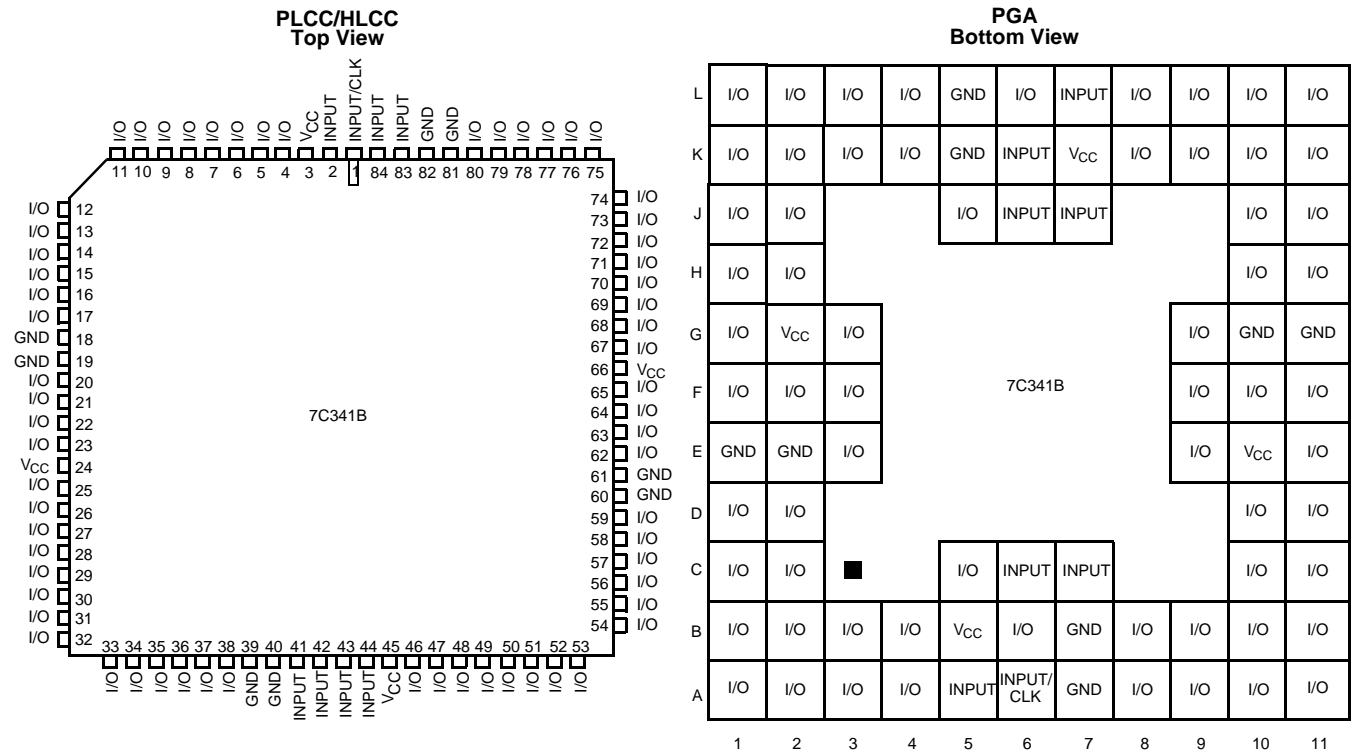 PLCC/HLCC
Top View
I/O I/O I/O I/O I/O I/O I/O I/O VCC INPUT INPUT/CLK INPUT INPUT GND GND I/O I/O I/O I/O I/O I/O
11 10 9 8 7 6 5 4 3 2 1 84 83 82 81 80 79 78 77 76 75
I/O 12
I/O 13
I/O 14
I/O 15
I/O 16
I/O 17
GND 18
GND 19
I/O 20
I/O 21
I/O 22
I/O 23
VCC 24
I/O 25
I/O 26
I/O 27
I/O 28
I/O 29
I/O 30
I/O 31
I/O 32
7C341B
74 I/O
73 I/O
72 I/O
71 I/O
70 I/O
69 I/O
68 I/O
67 I/O
66 VCC
65 I/O
64 I/O
63 I/O
62 I/O
61 GND
60 GND
59 I/O
58 I/O
57 I/O
56 I/O
55 I/O
54 I/O
33 34 35 36 37 38 39 40 41 42 43 44 45 46 47 48 49 50 51 52 53
I/O I/O I/O I/O I/O I/O GND GND INPUT INPUT INPUT INPUT VCC I/O I/O I/O I/O I/O I/O I/O I/O
PGA
Bottom View
L I/O I/O I/O I/O GND I/O INPUT I/O I/O I/O I/O
K I/O I/O I/O I/O GND INPUT VCC I/O I/O I/O I/O
J I/O I/O I/O INPUT INPUT I/O I/O
H I/O I/O I/O I/O
G I/O VCC I/O I/O GND GND
F I/O I/O I/O 7C341B I/O I/O I/O
E GND GND I/O I/O VCC I/O
D I/O I/O I/O I/O
C I/O I/O I/O INPUT INPUT I/O I/O
B I/O I/O I/O I/O VCC I/O GND I/O I/O I/O I/O
A I/O I/O I/O I/O INPUT INPUT/CLK GND I/O I/O I/O I/O
1 2 3 4 5 6 7 8 9 10 11